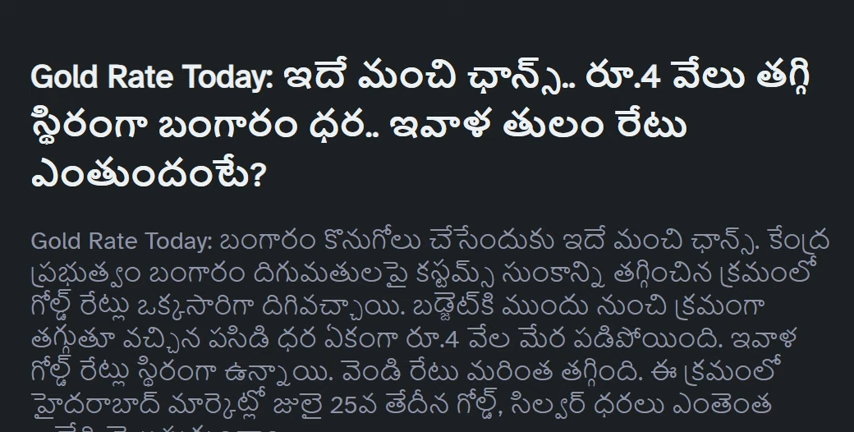 Gold Rate Today: ఇదే మంచి ఛాన్స్.. రూ.4 వేలు తగ్గి
స్థిరంగా బంగారం ధర.. ఇవాళ తులం రేటు
ఎంతుందంటే?
Gold Rate Today: బంగారం కొనుగోలు చేసేందుకు ఇదే మంచి ఛాన్స్. కేంద్ర
ప్రభుత్వం బంగారం దిగుమతులపై కస్టమ్స్ సుంకాన్ని తగ్గించిన క్రమంలో
గోల్డ్ రేట్లు ఒక్కసారిగా దిగివచ్చాయి. బడ్జెట్‌కి ముందు నుంచి క్రమంగా
తగ్గుతూ వచ్చిన పసిడి ధర ఏకంగా రూ.4 వేల మేర పడిపోయింది. ఇవాళ
గోల్డ్ రేట్లు స్థిరంగా ఉన్నాయి. వెండి రేటు మరింత తగ్గింది. ఈ క్రమంలో
హైదరాబాద్ మార్కెట్లో జులై 25వ తేదీన గోల్డ్, సిల్వర్ ధరలు ఎంతెంత